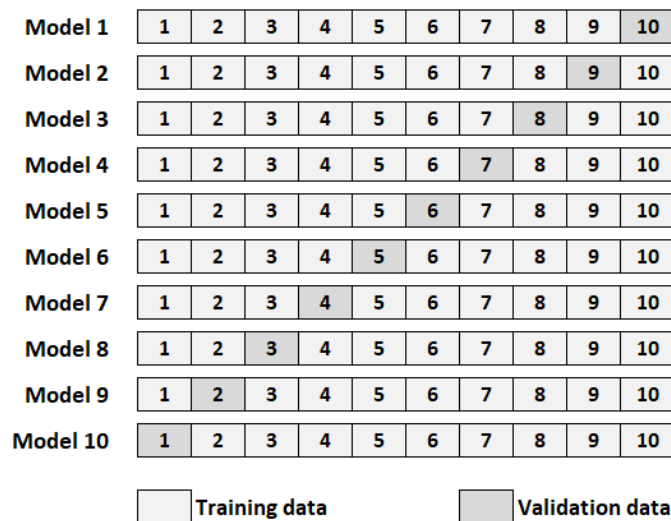 Model 1 1 2 3 4 5 6 7 8 9 10
Model 2 1 2 3 4 5 6 7 8 9 10
Model 3 1 2 3 4 5 6 7 8 9 10
Model 4 1 2 3 4 5 6 7 8 9 10
Model 5 1 2 3 4 5 6 7 8 9 10
Model 6 1 2 3 4 5 6 7 8 9 10
Model 7 1 2 3 4 5 6 7 8 9 10
Model 8 1 2 3 4 5 6 7 8 9 10
Model 9 1 2 3 4 5 6 7 8 9 10
Model 10 1 2 3 4 5 6 7 8 9 10
Training data Validation data